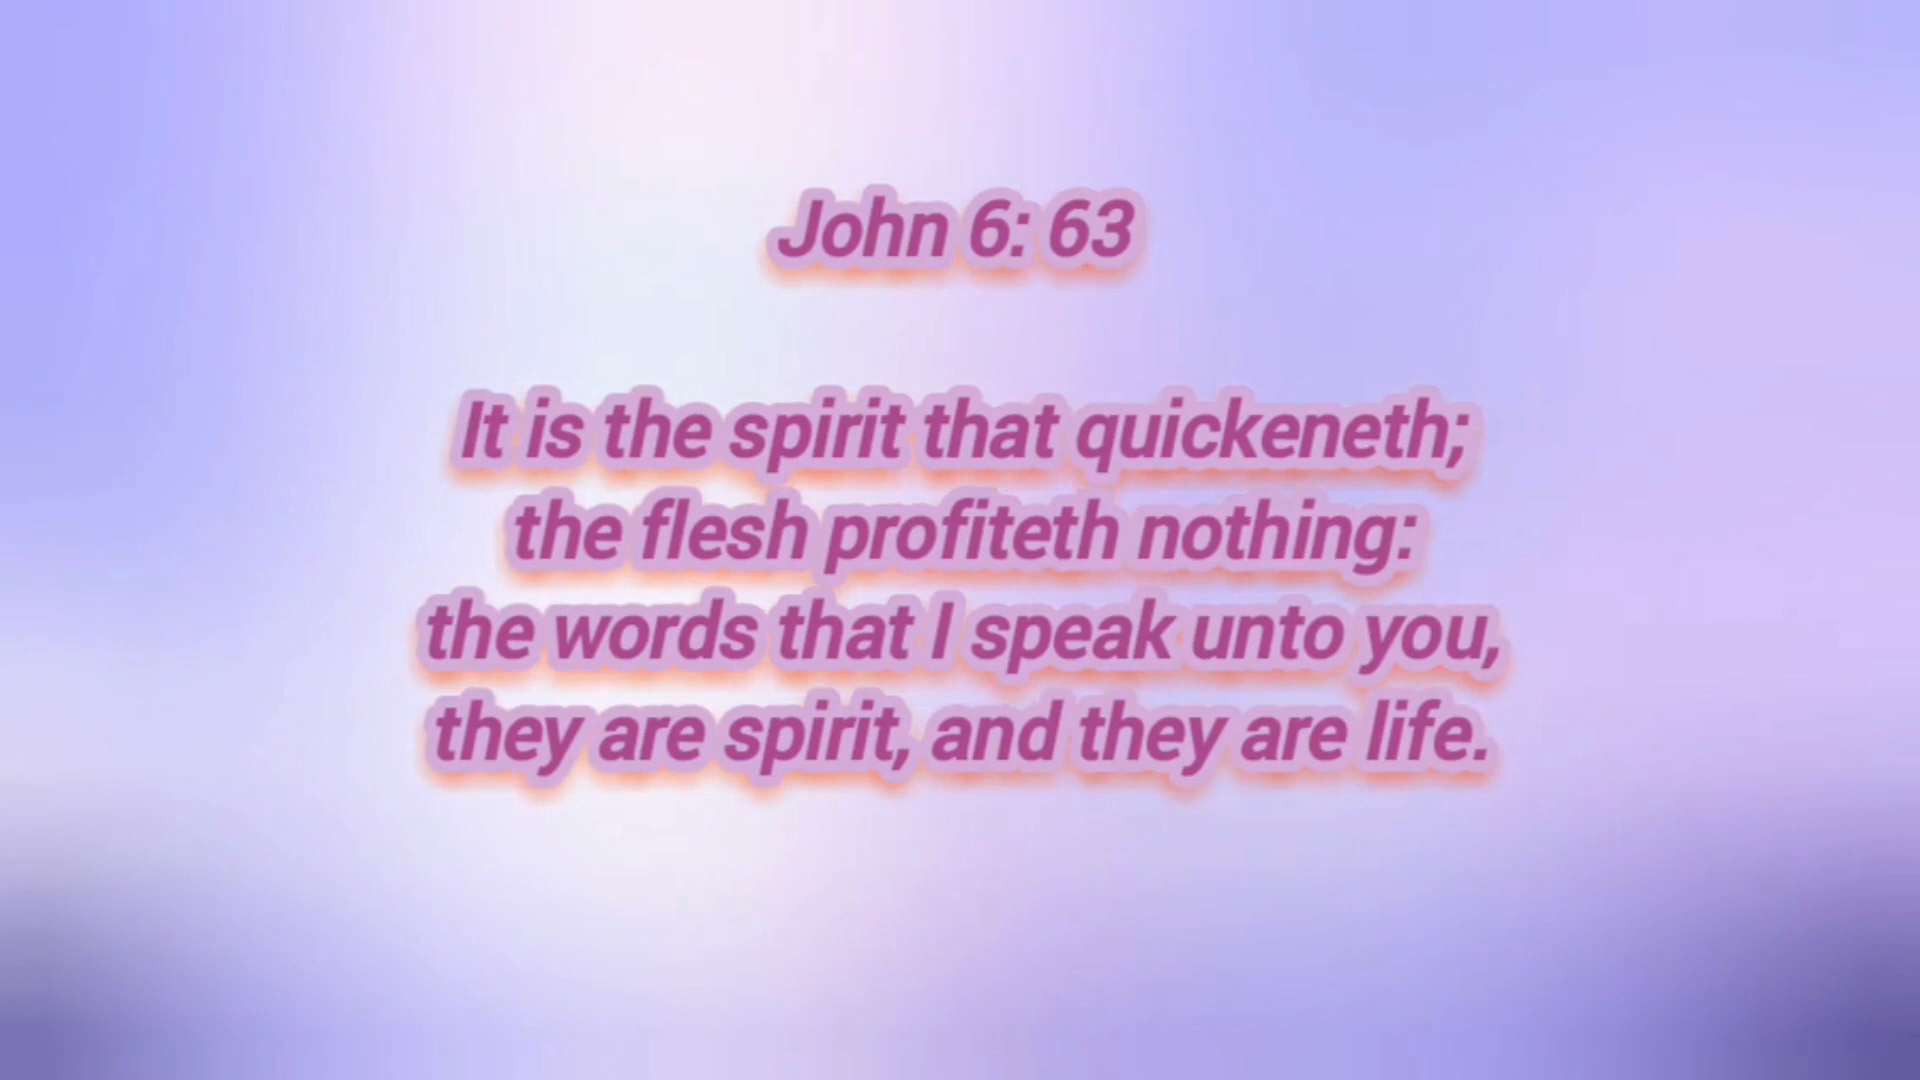 John 6: 63
It is the spirit that quickeneth;
the flesh profiteth nothing:
the words that I speak unto you,
they are spirit, and they are life.